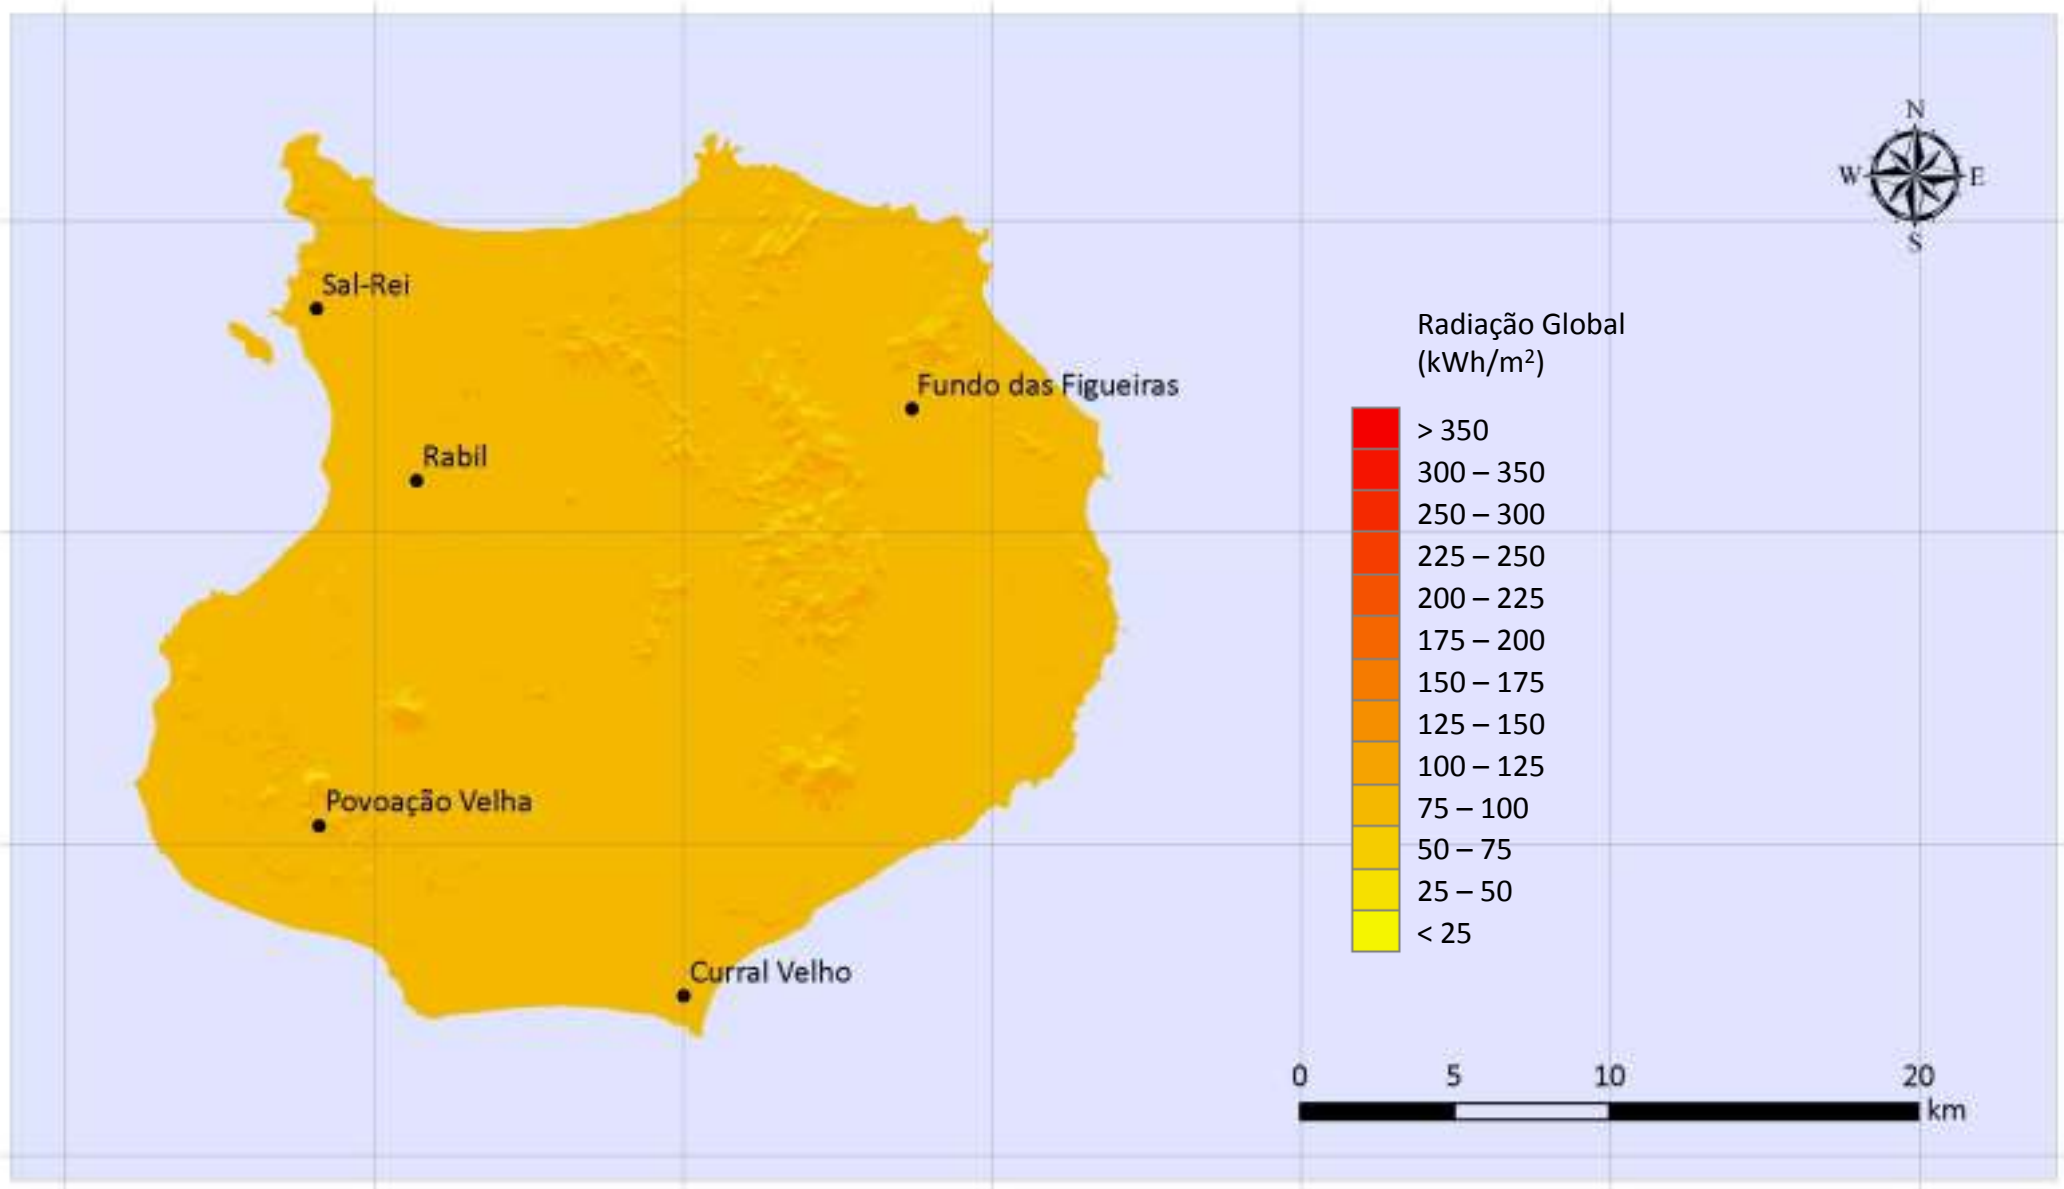 N
W
E
S
Sal-Rei
Radiação Global
(kWh/m²)
Fundo das Figueiras
> 350
Rabil
300 – 350
250 – 300
225 – 250
200 – 225
175 – 200
150 – 175
125 – 150
100 – 125
Povoação Velha
75 – 100
50 – 75
25 – 50
< 25
Curral Velho
0 5 10 20
km